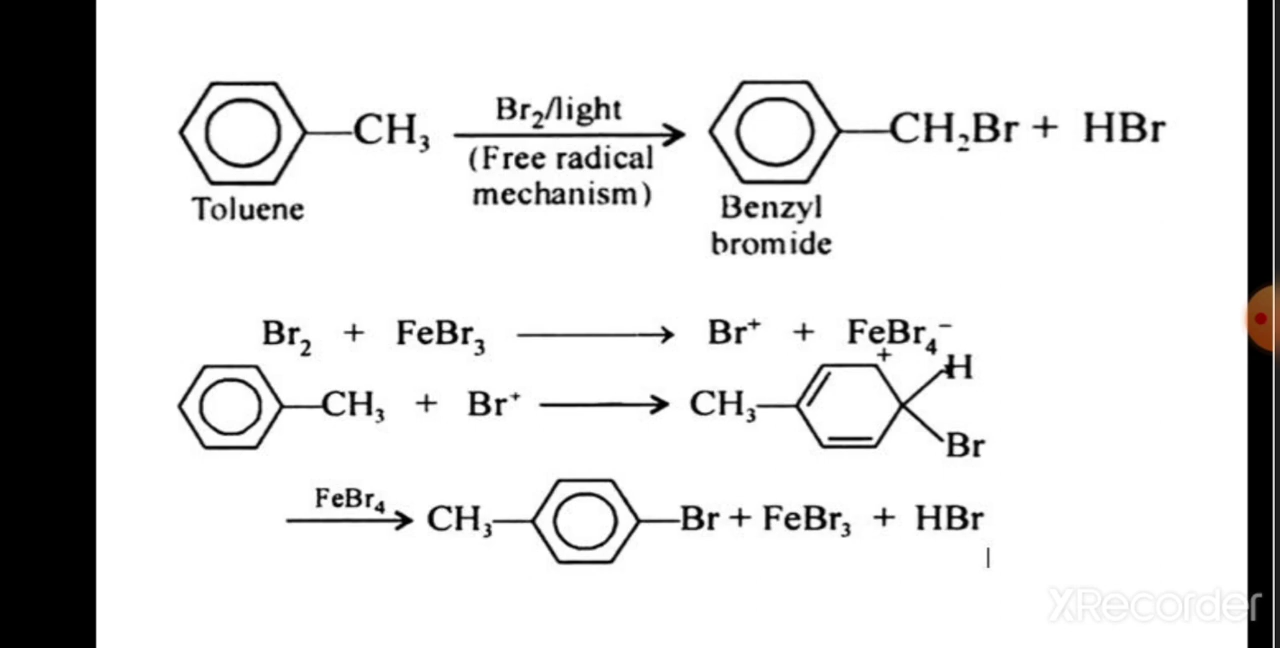 CH₃ Br₂/light CH₂Br + HBr
(Free radical
mechanism)
Toluene Benzyl
bromide
Br₂ + FeBr₃ ⟶ Br⁺ + FeBr₄⁻
CH₃ + Br⁺ ⟶ CH₃ + H
Br
FeBr₄ ⟶ CH₃ Br + FeBr₃ + HBr
XRecorder